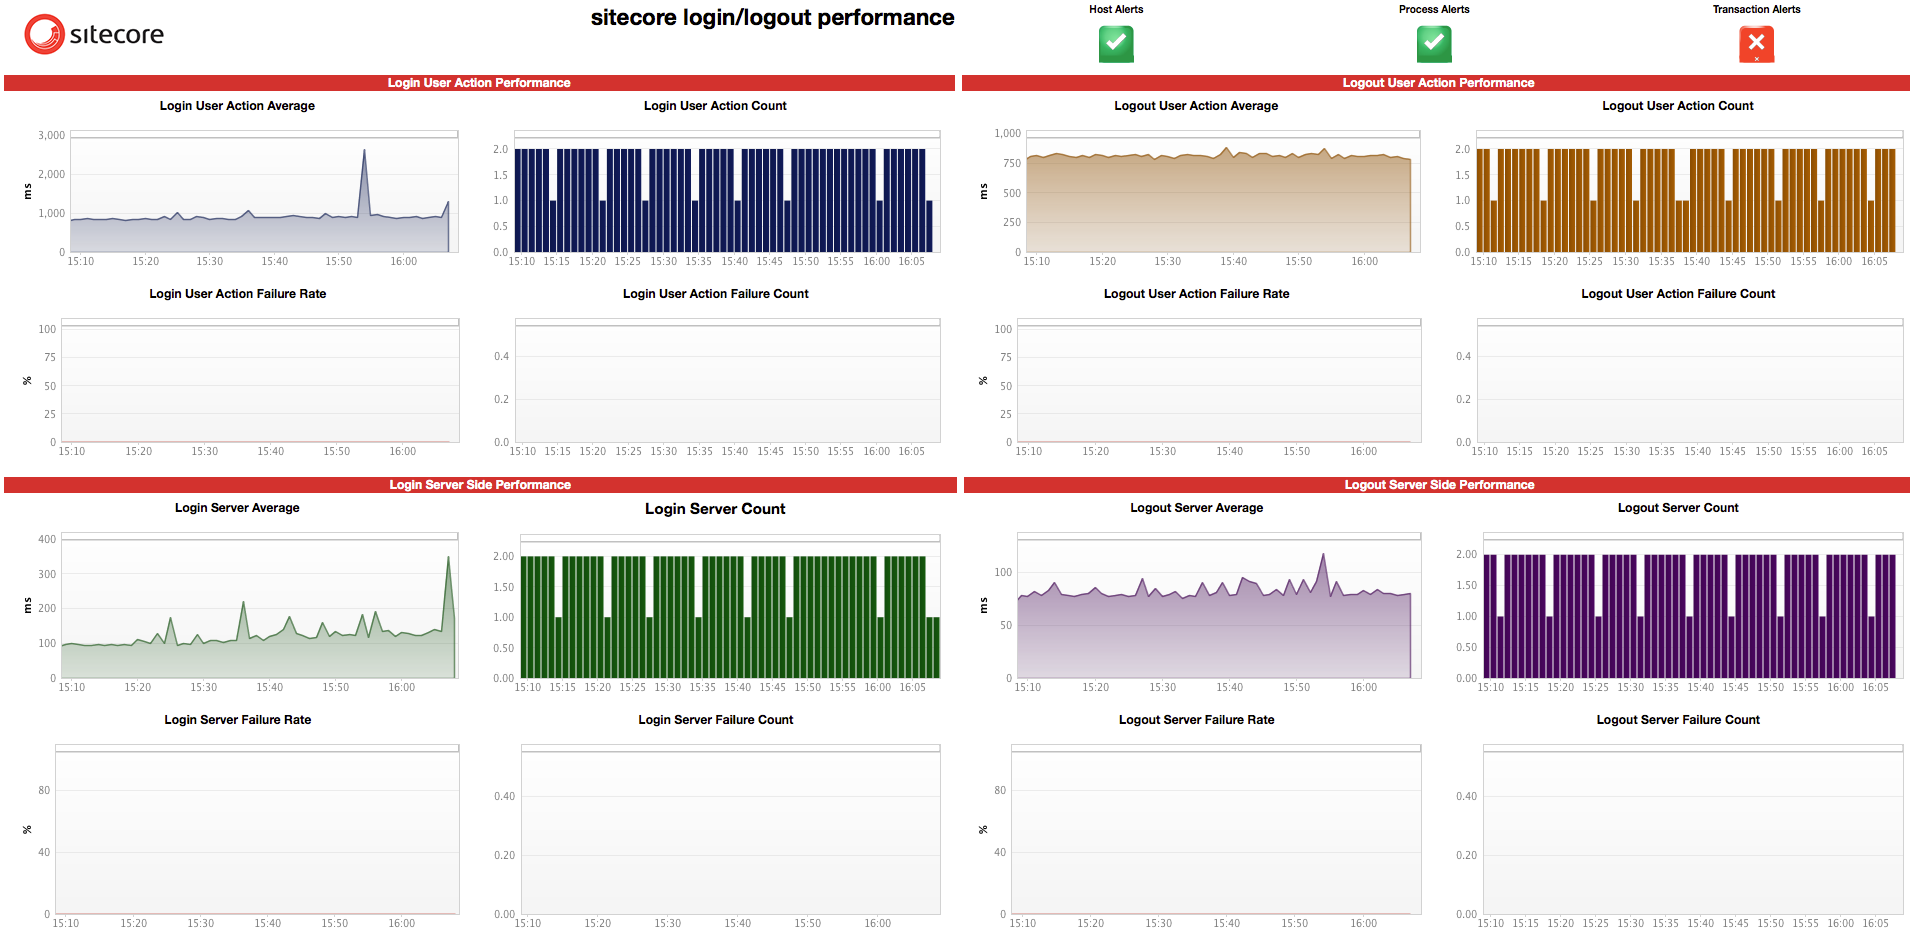 sitecore
sitecore login/logout performance
Host Alerts
Process Alerts
Transaction Alerts
Login User Action Performance
Logout User Action Performance
Login User Action Average
3,000
2,000
1,000
0
ms
15:10 15:20 15:30 15:40 15:50 16:00
Login User Action Count
2.0
1.5
1.0
0.5
0.0
15:10 15:15 15:20 15:25 15:30 15:35 15:40 15:45 15:50 15:55 16:00 16:05
Logout User Action Average
1,000
750
500
250
0
ms
15:10 15:20 15:30 15:40 15:50 16:00
Logout User Action Count
2.0
1.5
1.0
0.5
0.0
15:10 15:15 15:20 15:25 15:30 15:35 15:40 15:45 15:50 15:55 16:00 16:05
Login User Action Failure Rate
100
75
50
25
0
%
15:10 15:20 15:30 15:40 15:50 16:00
Login User Action Failure Count
0.4
0.2
0.0
15:10 15:15 15:20 15:25 15:30 15:35 15:40 15:45 15:50 15:55 16:00 16:05
Logout User Action Failure Rate
100
75
50
25
0
%
15:10 15:20 15:30 15:40 15:50 16:00
Logout User Action Failure Count
0.4
0.2
0.0
15:10 15:15 15:20 15:25 15:30 15:35 15:40 15:45 15:50 15:55 16:00 16:05
Login Server Side Performance
Logout Server Side Performance
Login Server Average
400
300
200
100
0
ms
15:10 15:20 15:30 15:40 15:50 16:00
Login Server Count
2.00
1.50
1.00
0.50
0.00
15:10 15:15 15:20 15:25 15:30 15:35 15:40 15:45 15:50 15:55 16:00 16:05
Logout Server Average
100
50
0
ms
15:10 15:20 15:30 15:40 15:50 16:00
Logout Server Count
2.00
1.50
1.00
0.50
0.00
15:10 15:15 15:20 15:25 15:30 15:35 15:40 15:45 15:50 15:55 16:00 16:05
Login Server Failure Rate
80
40
0
%
15:10 15:20 15:30 15:40 15:50 16:00
Login Server Failure Count
0.40
0.20
0.00
15:10 15:20 15:30 15:40 15:50 16:00
Logout Server Failure Rate
80
40
0
%
15:10 15:20 15:30 15:40 15:50 16:00
Logout Server Failure Count
0.40
0.20
0.00
15:10 15:15 15:20 15:25 15:30 15:35 15:40 15:45 15:50 15:55 16:00 16:05